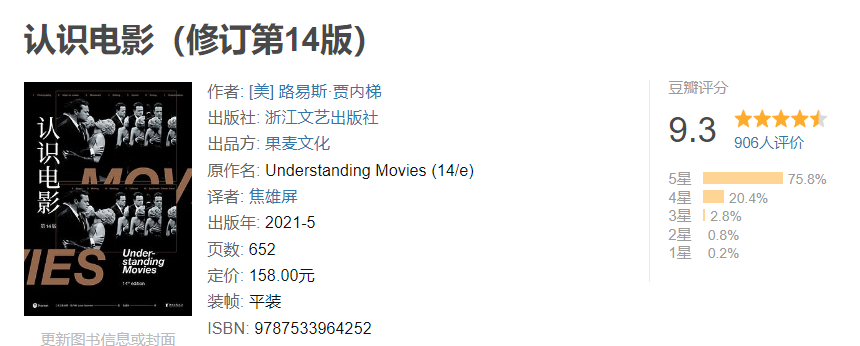 认识电影（修订第14版）
作者: [美] 路易斯·贾内梯
出版社: 浙江文艺出版社
出品方: 果麦文化
原作名: Understanding Movies (14/e)
译者: 焦雄屏
出版年: 2021-5
页数: 652
定价: 158.00元
装帧: 平装
ISBN: 9787533964252
豆瓣评分
9.3
906人评价
5星 75.8%
4星 20.4%
3星 2.8%
2星 0.8%
1星 0.2%
认识电影
第14版
MOV
VIES
Under-
standing
Movies
14th edition
更新图书信息或封面